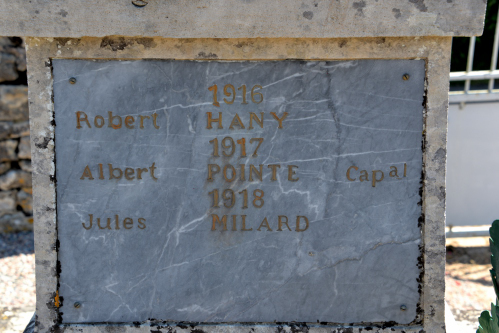 1916
Robert HANY
1917
Albert POINTE Capal
1918
Jules MILARD